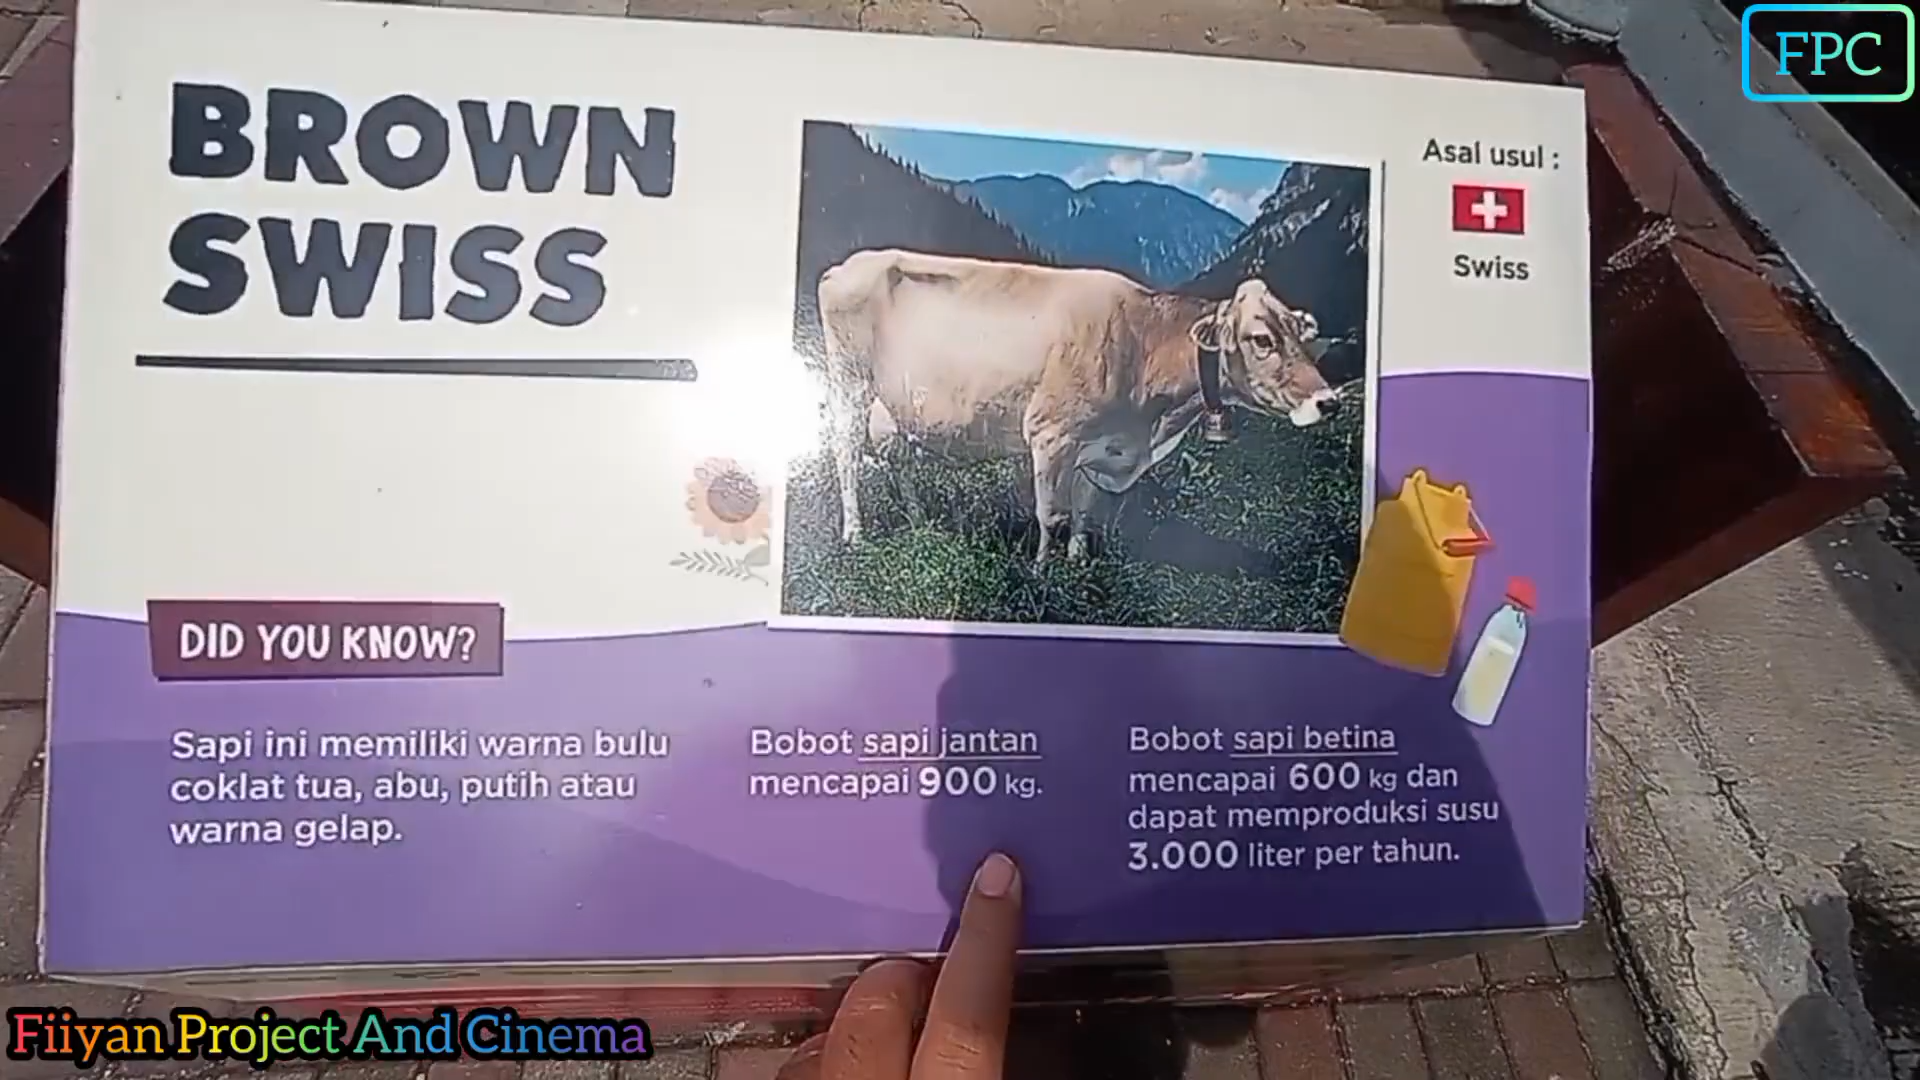 FPC
BROWN
SWISS
Asal usul :
Swiss
DID YOU KNOW?
Sapi ini memiliki warna bulu
coklat tua, abu, putih atau
warna gelap.
Bobot sapi jantan
mencapai 900 kg.
Bobot sapi betina
mencapai 600 kg dan
dapat memproduksi susu
3.000 liter per tahun.
Fiiyan Project And Cinema